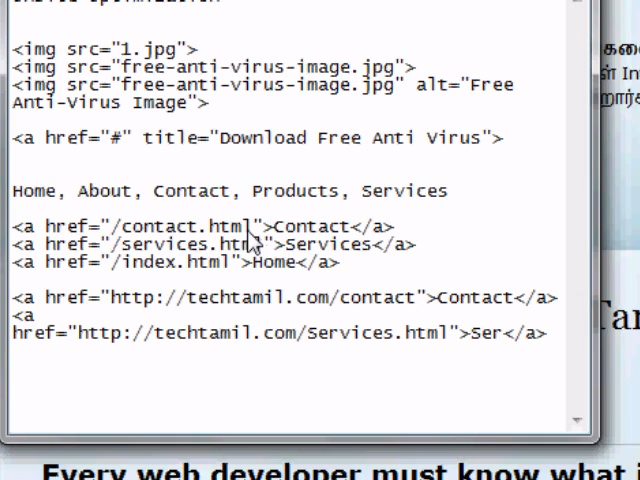 <img src="1.jpg">
<img src="free-anti-virus-image.jpg">
<img src="free-anti-virus-image.jpg" alt="Free
Anti-Virus Image">
<a href="#" title="Download Free Anti Virus">
Home, About, Contact, Products, Services
<a href="/contact.html">Contact</a>
<a href="/services.html">Services</a>
<a href="/index.html">Home</a>
<a href="http://techtamil.com/contact">Contact</a>
<a
href="http://techtamil.com/Services.html">Ser</a>
Every web developer must know what i